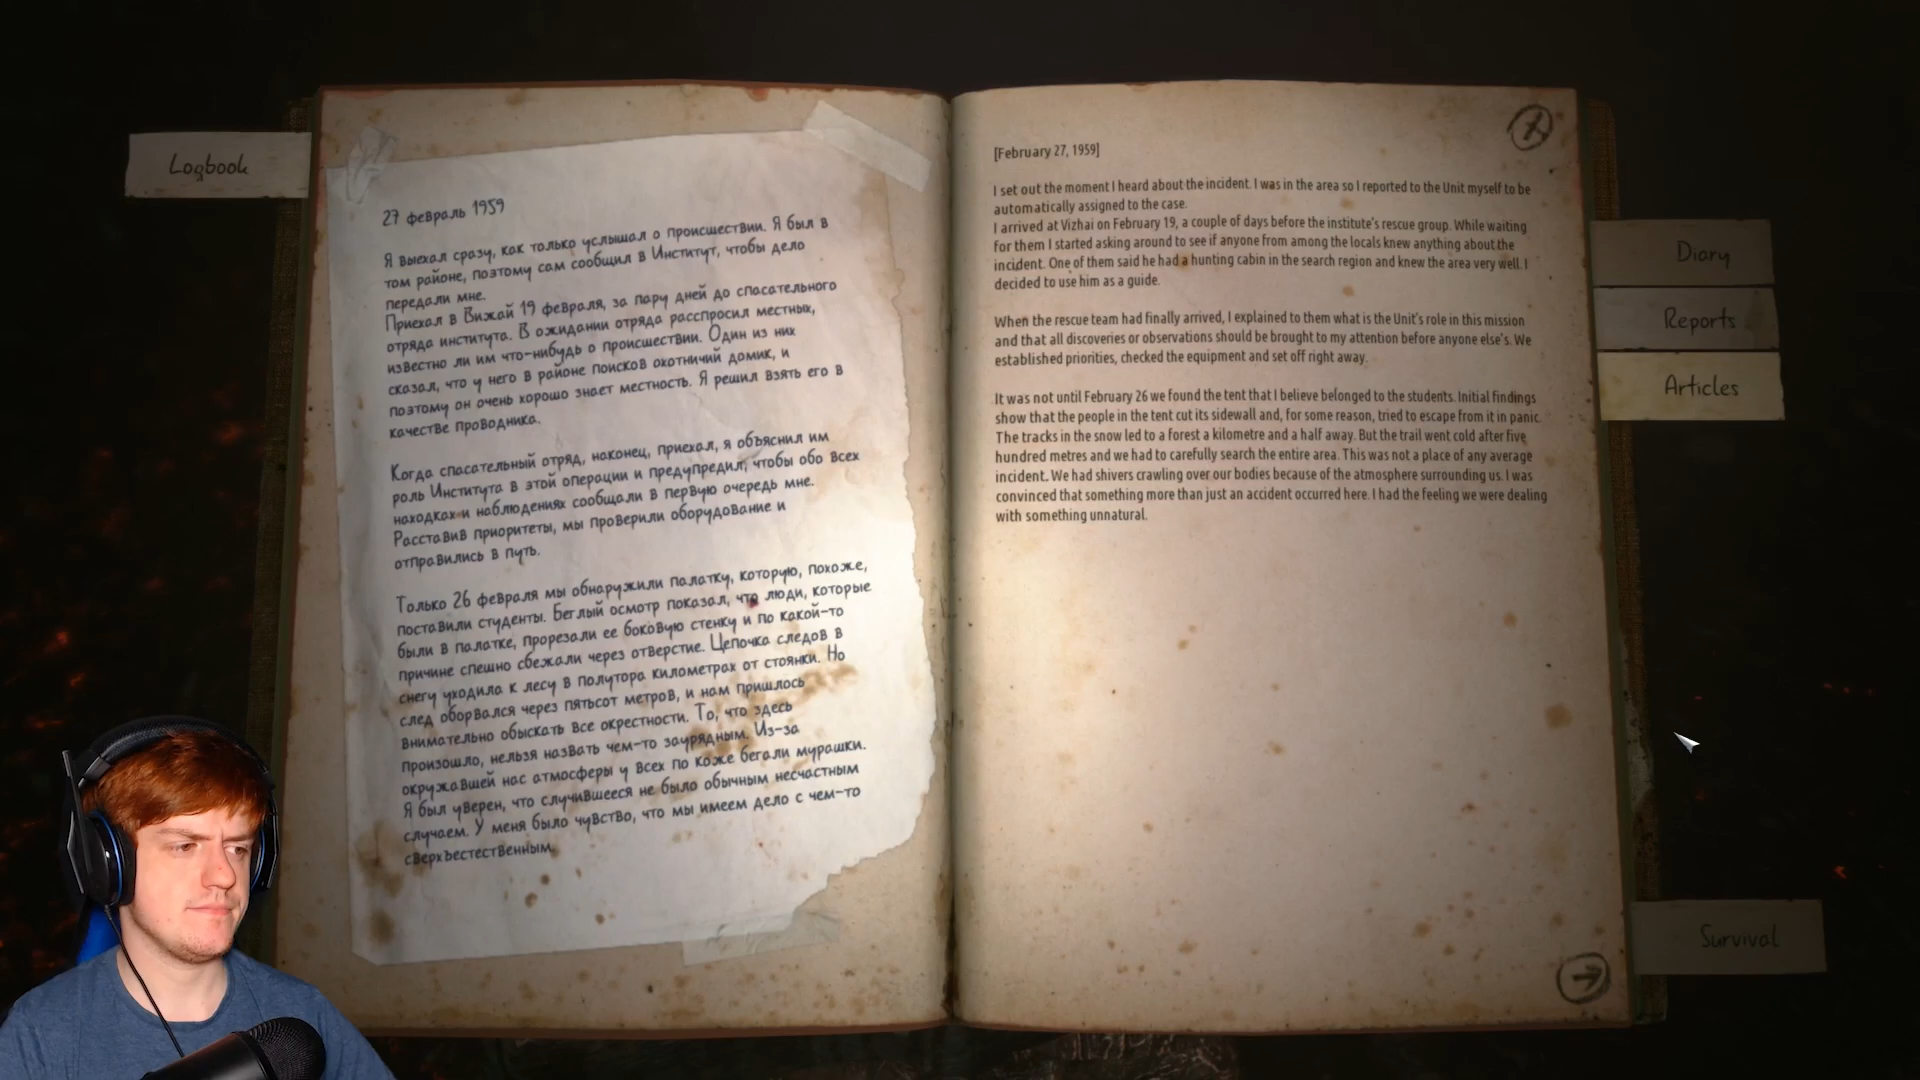 Logbook
27 февраль 1959
Я выехал сразу, как только услышал о происшествии. Я был в
том районе, поэтому сам сообщил в Институт, чтобы дело
передали мне.
Приехал в Вижай 19 февраля, за пару дней до спасательного
отряда института. В ожидании отряда расспросил местных,
известно ли им что-нибудь о происшествии. Один из них
сказал, что у него в районе поисков охотничий домик, и
поэтому он очень хорошо знает местность. Я решил взять его в
качестве проводника.
Когда спасательный отряд, наконец, приехал, я объяснил им
роль Института в этой операции и предупредил, чтобы обо всех
находках и наблюдениях сообщали в первую очередь мне.
Расставив приоритеты, мы проверили оборудование и
отправились в путь.
Только 26 февраля мы обнаружили палатку, которую, похоже,
поставили студенты. Беглый осмотр показал, что люди, которые
были в палатке, прорезали ее боковую стенку и по какой-то
причине спешно сбежали через отверстие. Цепочка следов в
снегу уходила к лесу в полутора километрах от стоянки. Но
след оборвался через пятьсот метров, и нам пришлось
внимательно обыскать все окрестности. То, что здесь
произошло, нельзя назвать чем-то заурядным. Из-за
окружавшей нас атмосферы у всех по коже бегали мурашки.
Я был уверен, что случившееся не было обычным несчастным
случаем. У меня было чувство, что мы имеем дело с чем-то
сверхъестественным.
[February 27, 1959]
I set out the moment I heard about the incident. I was in the area so I reported to the Unit myself to be
automatically assigned to the case.
I arrived at Vizhai on February 19, a couple of days before the institute's rescue group. While waiting
for them I started asking around to see if anyone from among the locals knew anything about the
incident. One of them said he had a hunting cabin in the search region and knew the area very well. I
decided to use him as a guide.
When the rescue team had finally arrived, I explained to them what is the Unit's role in this mission
and that all discoveries or observations should be brought to my attention before anyone else's. We
established priorities, checked the equipment and set off right away.
It was not until February 26 we found the tent that I believe belonged to the students. Initial findings
show that the people in the tent cut its sidewall and, for some reason, tried to escape from it in panic.
The tracks in the snow led to a forest a kilometre and a half away. But the trail went cold after five
hundred metres and we had to carefully search the entire area. This was not a place of any average
incident. We had shivers crawling over our bodies because of the atmosphere surrounding us. I was
convinced that something more than just an accident occurred here. I had the feeling we were dealing
with something unnatural.
Diary
Reports
Articles
Survival